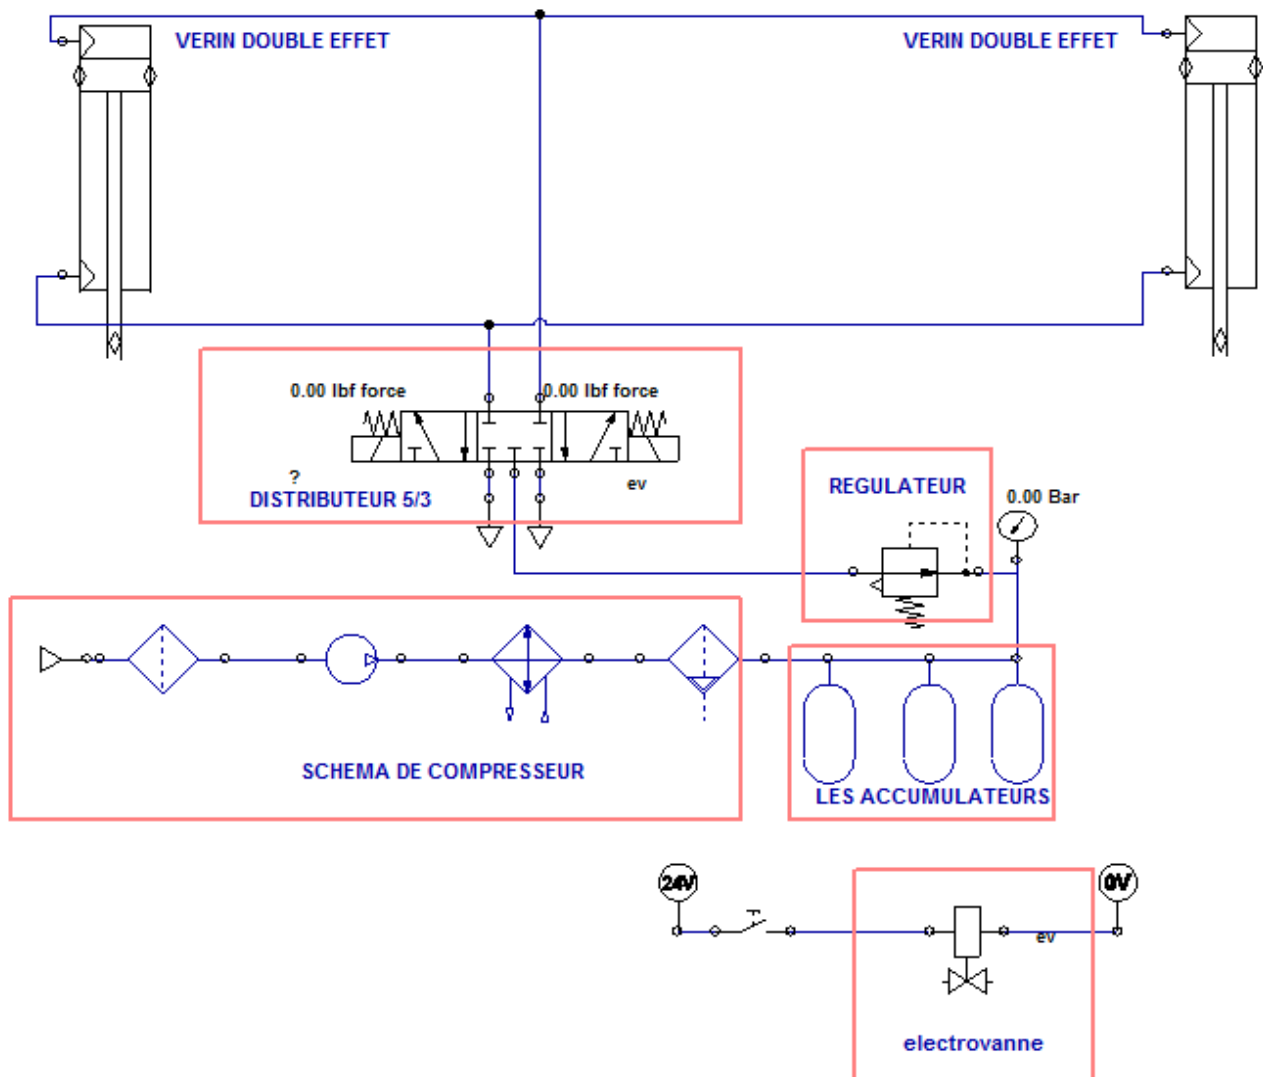 VERIN DOUBLE EFFET
VERIN DOUBLE EFFET
0.00 lbf force
0.00 lbf force
?
ev
DISTRIBUTEUR 5/3
REGULATEUR
0.00 Bar
SCHEMA DE COMPRESSEUR
LES ACCUMULATEURS
24V
0V
ev
electrovanne